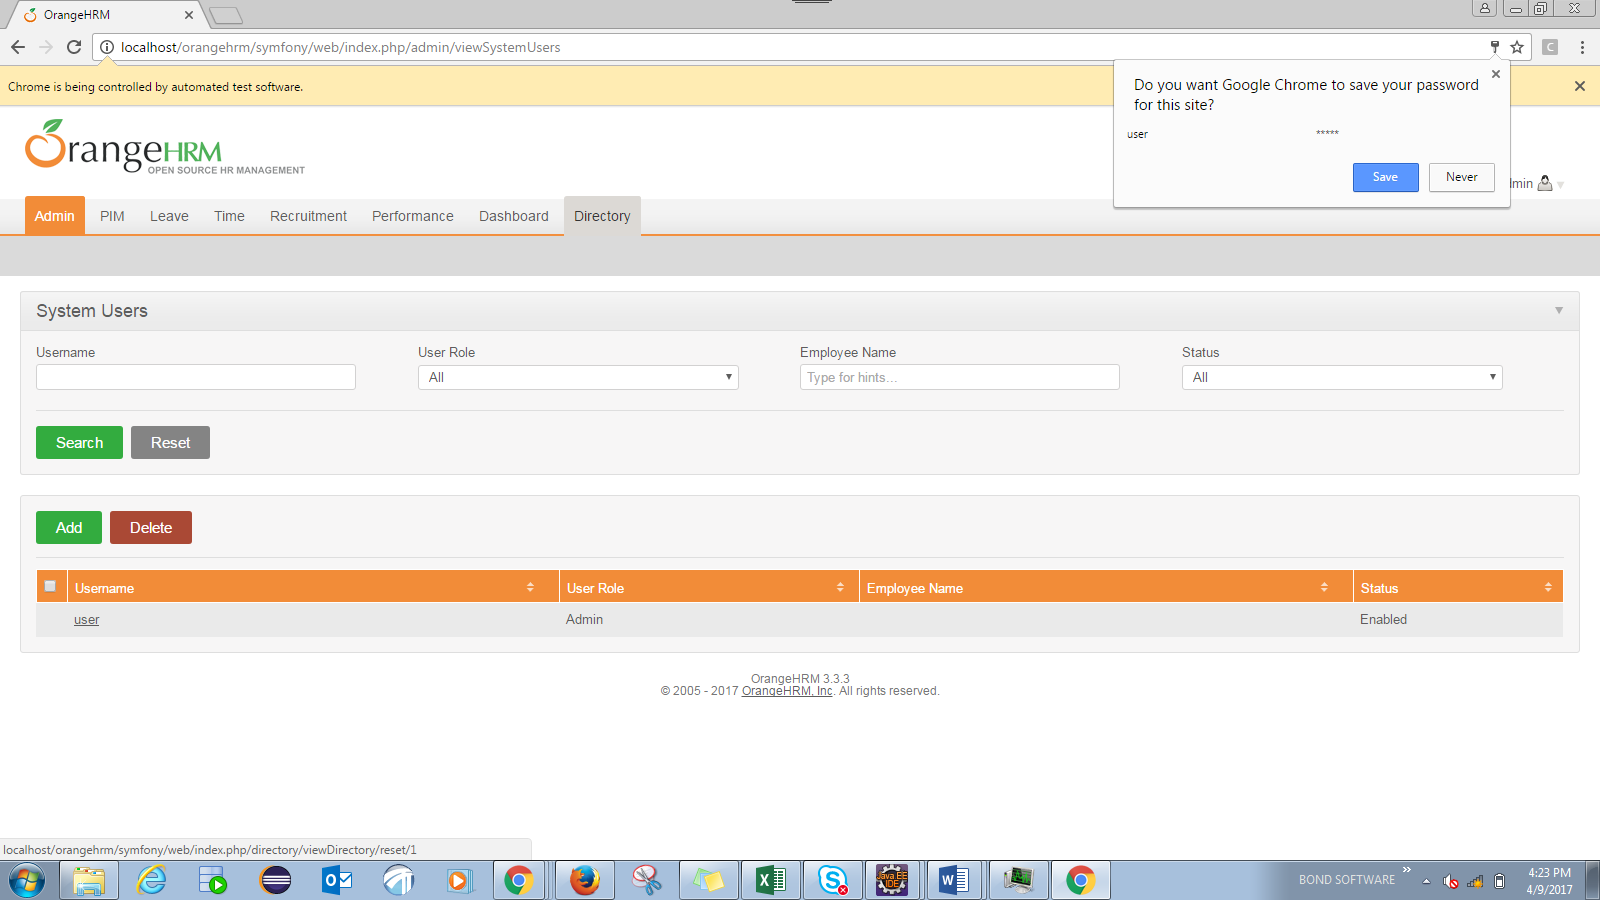 OrangeHRM
localhost/orangehrm/symfony/web/index.php/admin/viewSystemUsers
C
Chrome is being controlled by automated test software.
Do you want Google Chrome to save your password
for this site?
user *****
Save Never
OrangeHRM
OPEN SOURCE HR MANAGEMENT
min
Admin PIM Leave Time Recruitment Performance Dashboard Directory
System Users
Username User Role Employee Name Status
All Type for hints... All
Search Reset
Add Delete
Username User Role Employee Name Status
user Admin Enabled
OrangeHRM 3.3.3
© 2005 - 2017 OrangeHRM, Inc. All rights reserved.
localhost/orangehrm/symfony/web/index.php/directory/viewDirectory/reset/1
Java EE
IDE
BOND SOFTWARE »
4:23 PM
4/9/2017